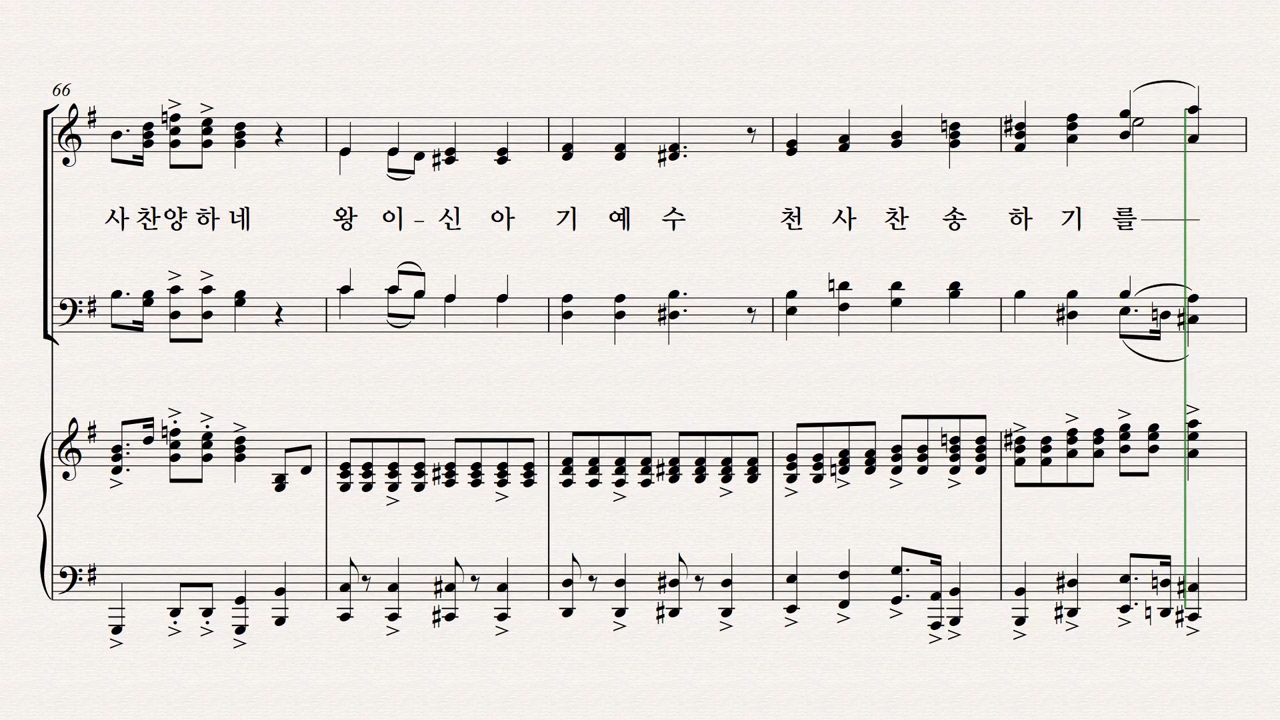 66
사 찬양 하 네 왕 이 - 신 아 기 예 수 천 사 찬 송 하 기 를